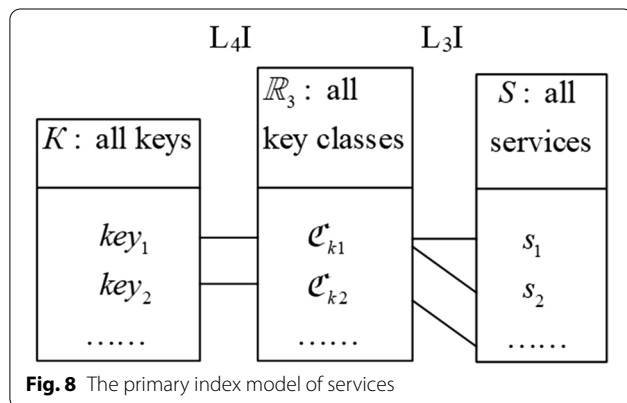 L₄I L₃I
K : all keys
ℝ₃ : all
key classes
S : all
services
key₁ 𝕮ₖ₁ s₁
key₂ 𝕮ₖ₂ s₂
...... ...... ......
Fig. 8 The primary index model of services